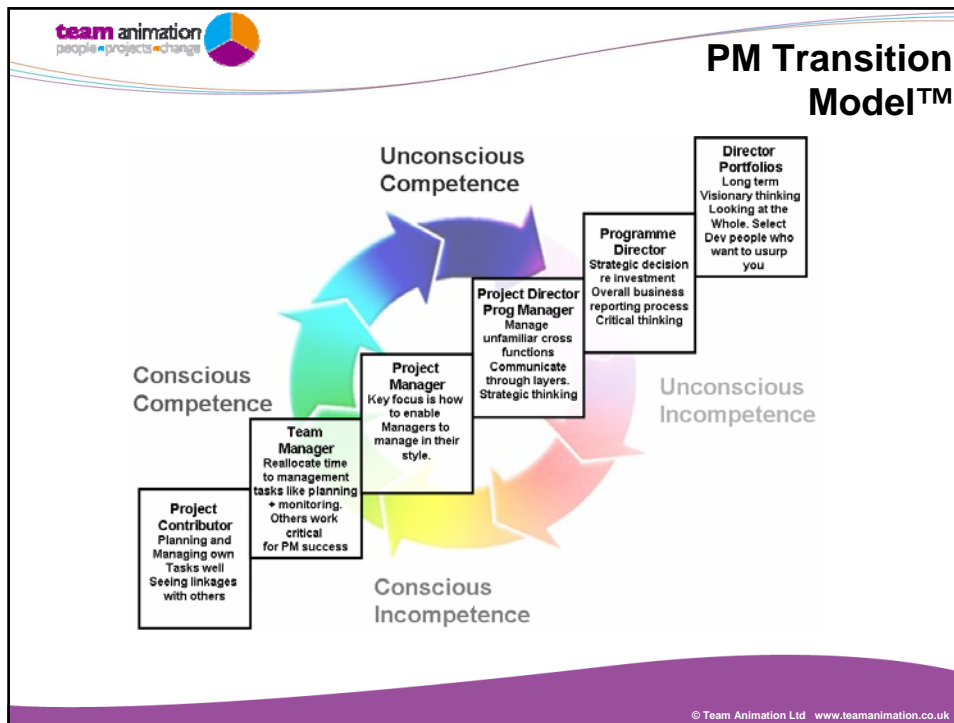 team animation
people projects change
PM Transition
Model™
Unconscious
Competence
Director
Portfolios
Long term
Visionary thinking
Looking at the
Whole. Select
Dev people who
want to usurp
you
Programme
Director
Strategic decision
re investment
Overall business
reporting process
Critical thinking
Project Director
Prog Manager
Manage
unfamiliar cross
functions
Communicate
through layers.
Strategic thinking
Conscious
Competence
Project
Manager
Key focus is how
to enable
Managers to
manage in their
style.
Unconscious
Incompetence
Team
Manager
Reallocate time
to management
tasks like planning
+ monitoring.
Others work
critical
for PM success
Project
Contributor
Planning and
Managing own
Tasks well
Seeing linkages
with others
Conscious
Incompetence
© Team Animation Ltd www.teamanimation.co.uk